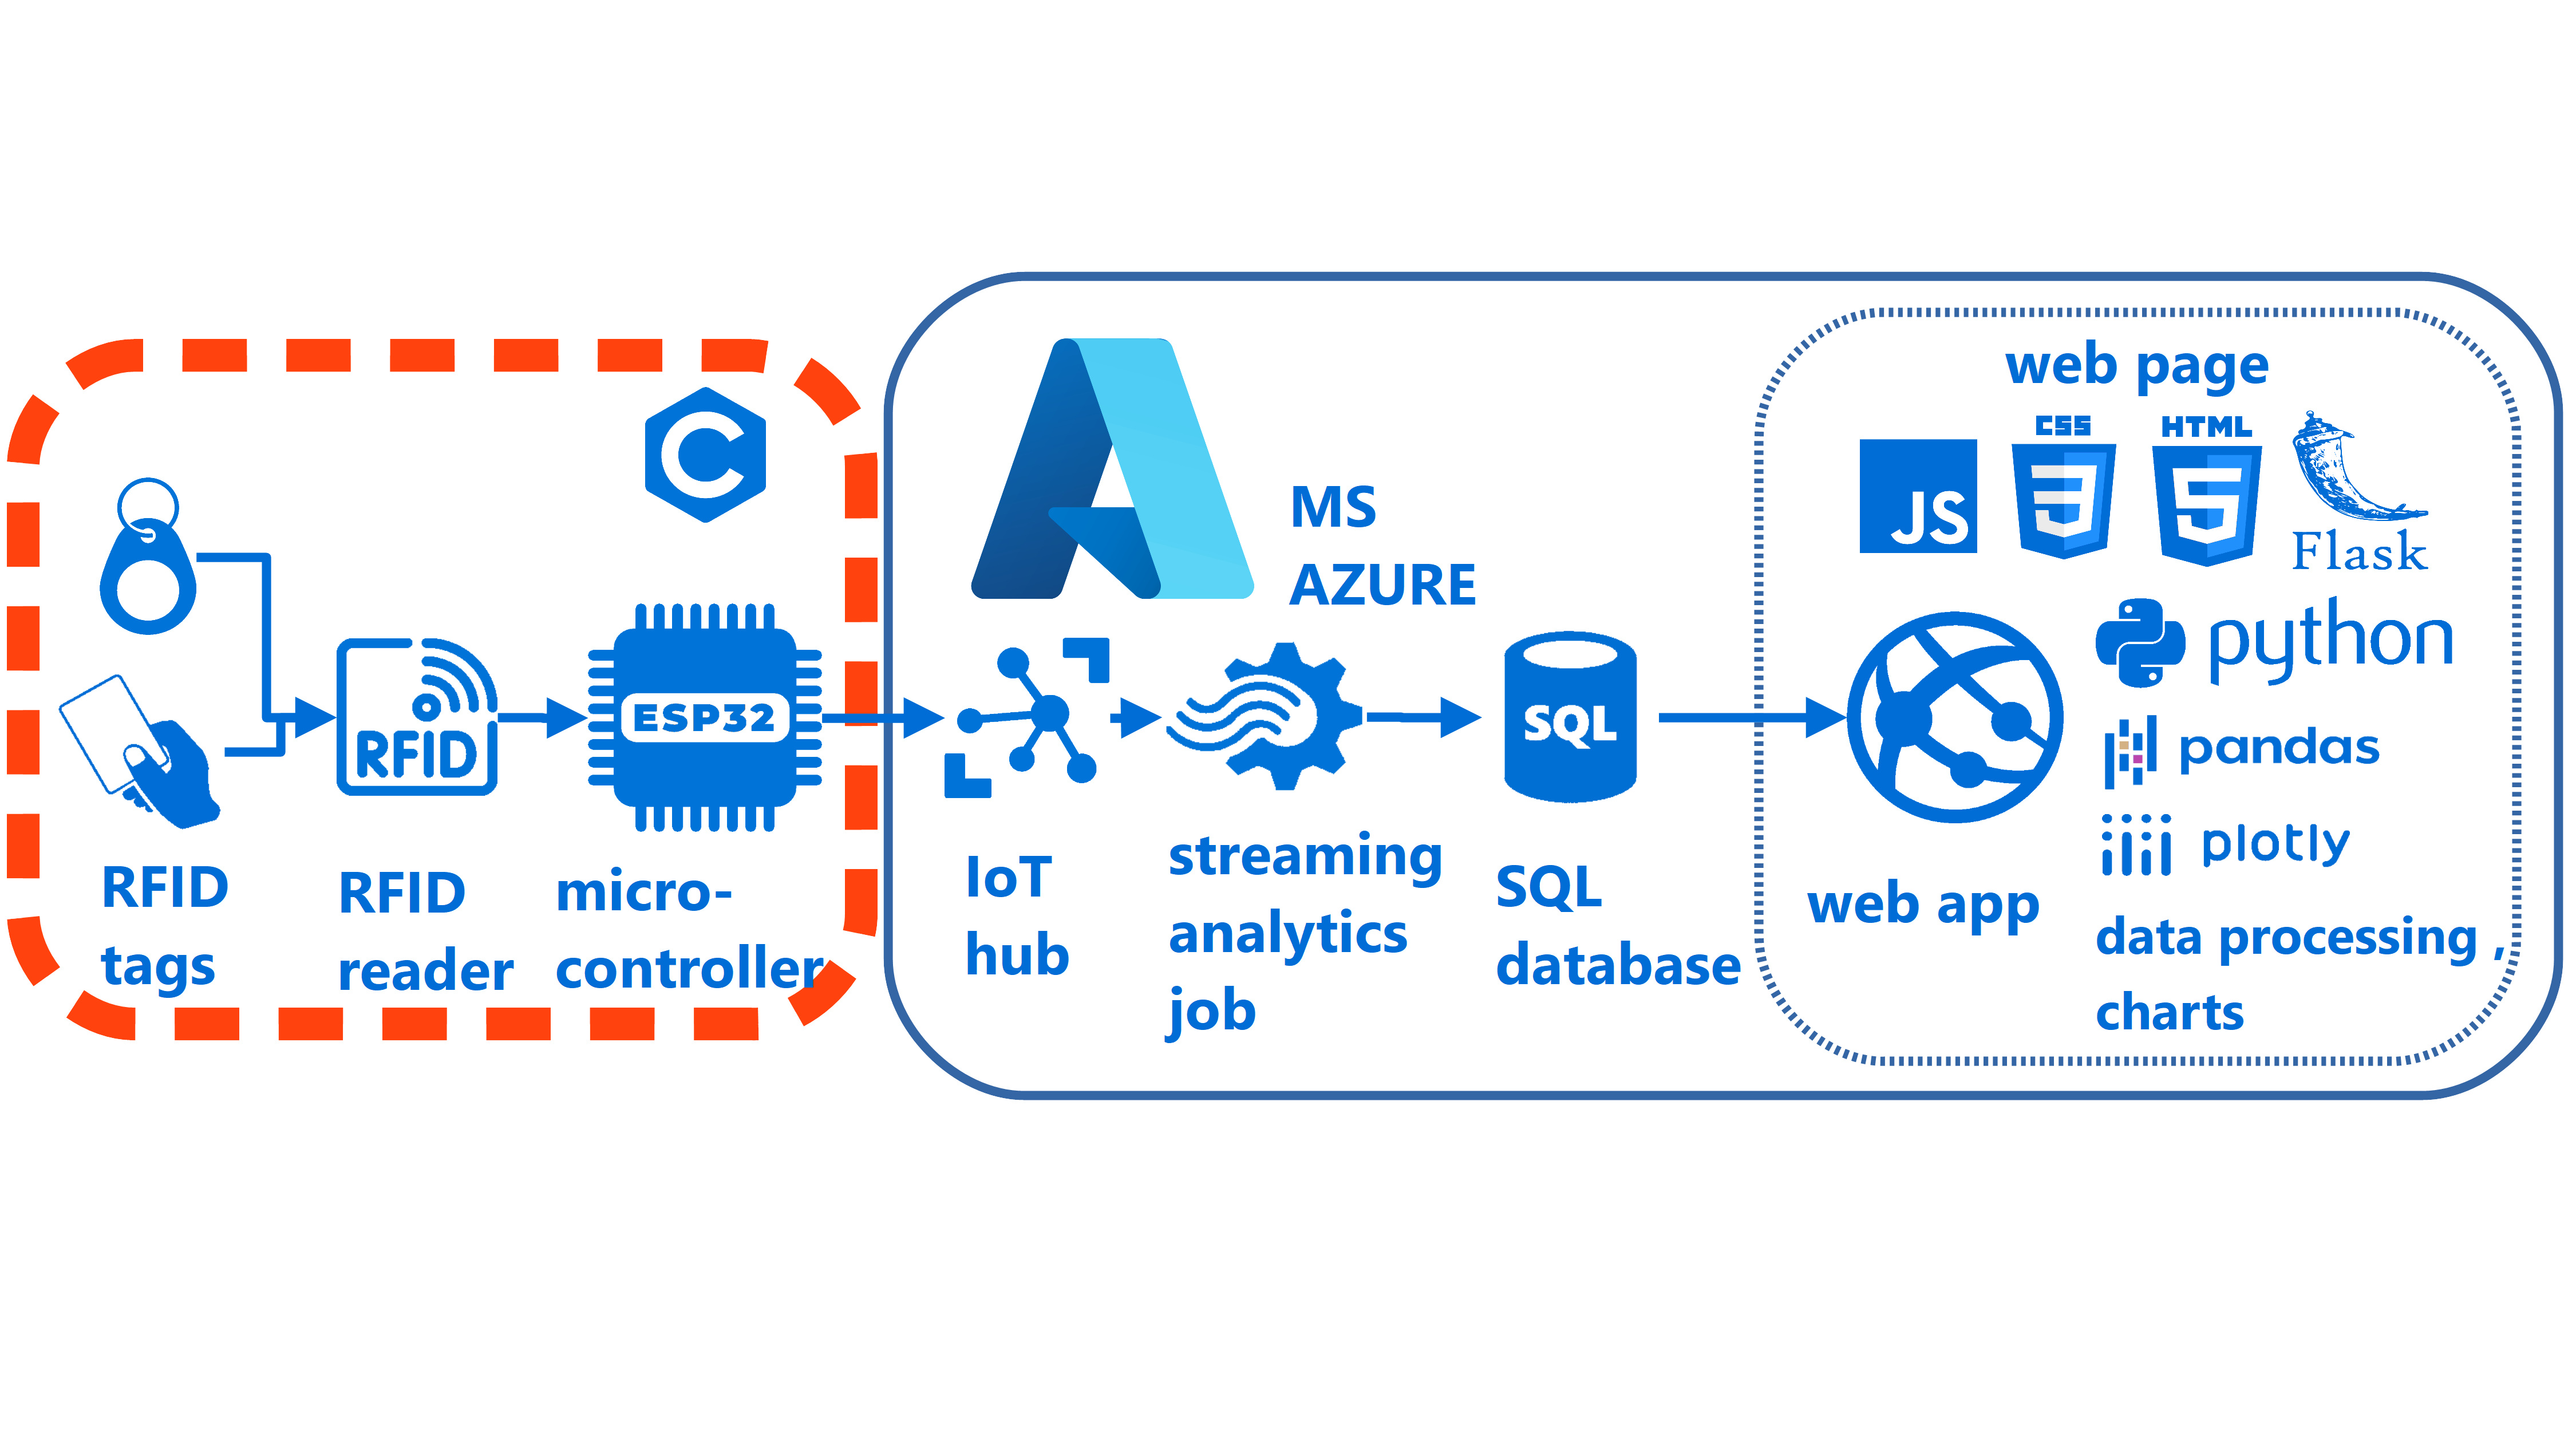 C
RFID
tags
RFID
RFID
reader
ESP32
micro-
controller
MS
AZURE
IoT
hub
streaming
analytics
job
SQL
SQL
database
web page
JS
CSS
HTML
Flask
python
pandas
plotly
web app
data processing ,
charts